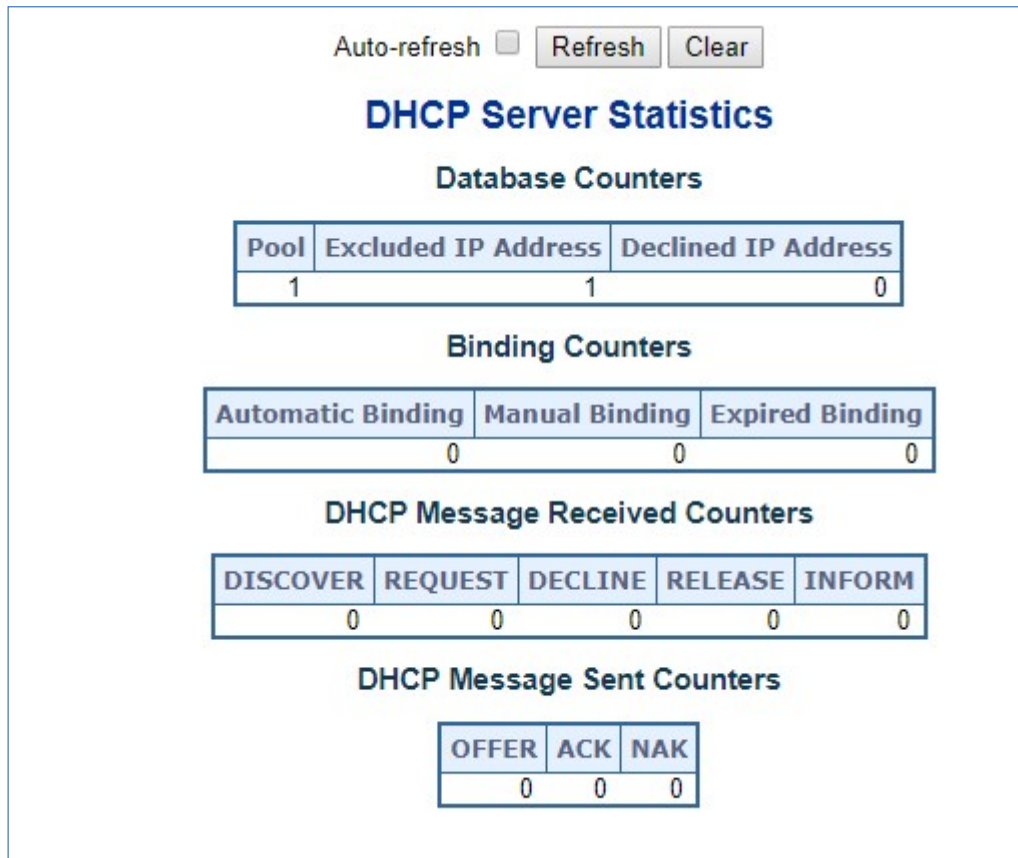 Auto-refresh Refresh Clear
DHCP Server Statistics
Database Counters
Pool Excluded IP Address Declined IP Address
1 1 0
Binding Counters
Automatic Binding Manual Binding Expired Binding
0 0 0
DHCP Message Received Counters
DISCOVER REQUEST DECLINE RELEASE INFORM
0 0 0 0 0
DHCP Message Sent Counters
OFFER ACK NAK
0 0 0